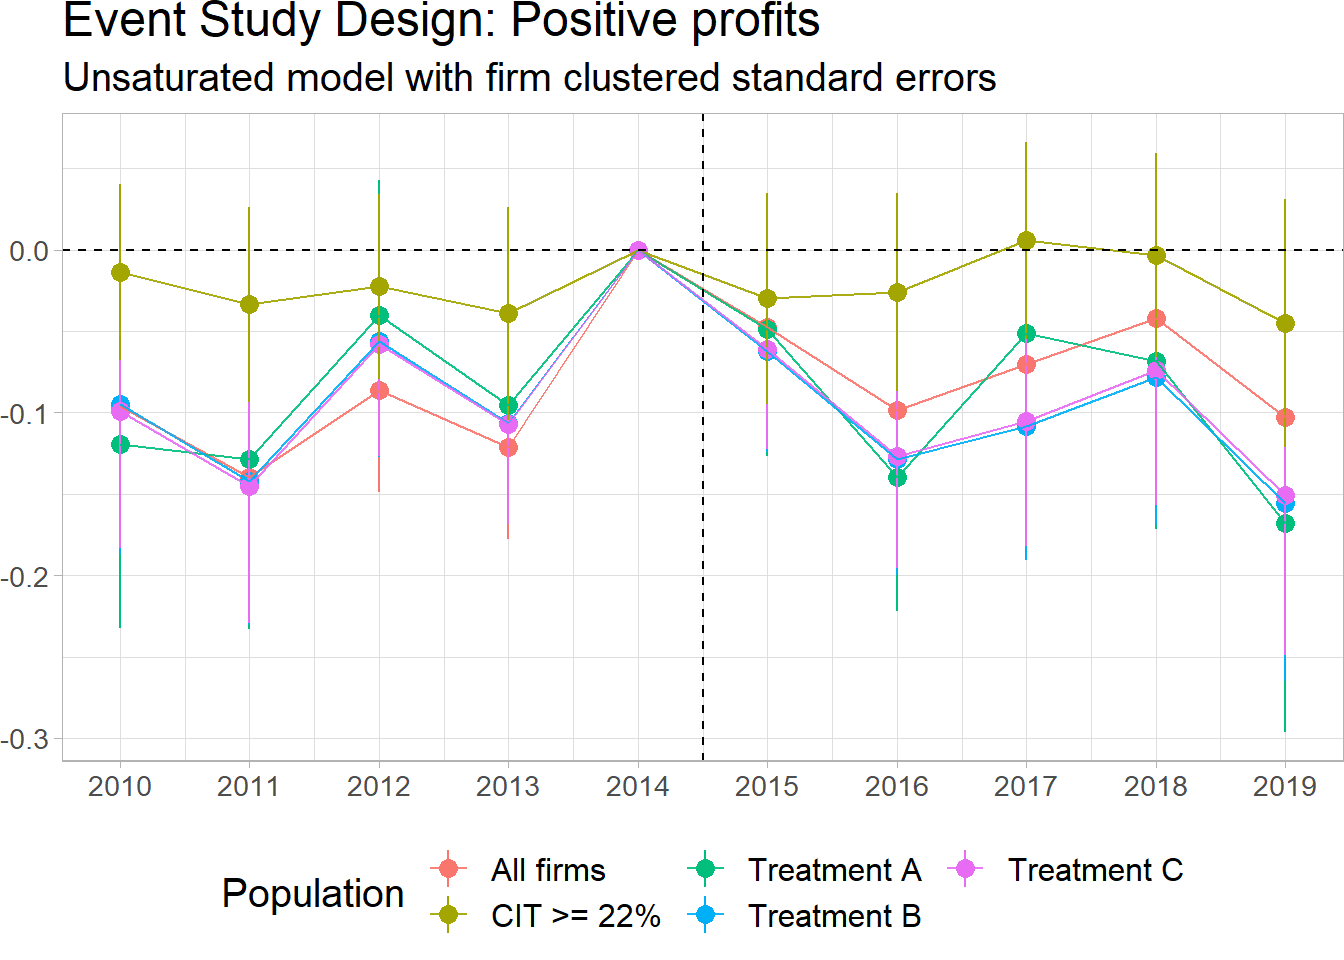 Event Study Design: Positive profits
Unsaturated model with firm clustered standard errors
0.0
-0.1
-0.2
-0.3
2010 2011 2012 2013 2014 2015 2016 2017 2018 2019
Population
All firms Treatment A Treatment C
CIT >= 22% Treatment B